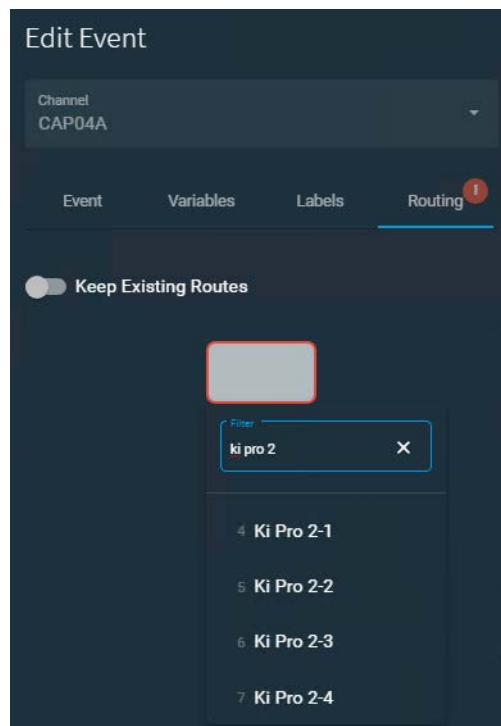 Edit Event
Channel
CAP04A
Event Variables Labels Routing !
Keep Existing Routes
Filter
ki pro 2
4 Ki Pro 2-1
5 Ki Pro 2-2
6 Ki Pro 2-3
7 Ki Pro 2-4